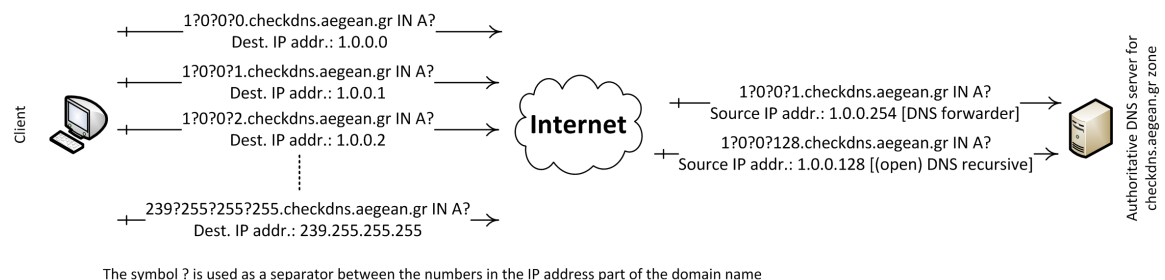 Client
1?0?0?0.checkdns.aegean.gr IN A?
Dest. IP addr.: 1.0.0.0
1?0?0?1.checkdns.aegean.gr IN A?
Dest. IP addr.: 1.0.0.1
1?0?0?2.checkdns.aegean.gr IN A?
Dest. IP addr.: 1.0.0.2
239?255?255?255.checkdns.aegean.gr IN A?
Dest. IP addr.: 239.255.255.255
Internet
1?0?0?1.checkdns.aegean.gr IN A?
Source IP addr.: 1.0.0.254 [DNS forwarder]
1?0?0?128.checkdns.aegean.gr IN A?
Source IP addr.: 1.0.0.128 [(open) DNS recursive]
Authoritative DNS server for
checkdns.aegean.gr zone
The symbol ? is used as a separator between the numbers in the IP address part of the domain name